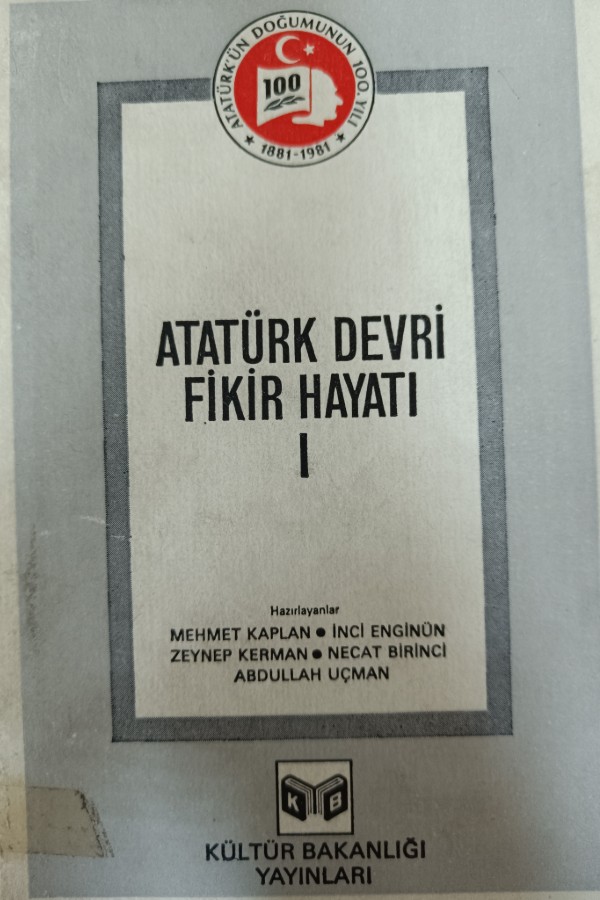 ATATÜRK'ÜN DOĞUMUNUN 100. YILI
100
★ 1881-1981 ★
ATATÜRK DEVRİ
FİKİR HAYATI
I
Hazırlayanlar
MEHMET KAPLAN ● İNCİ ENGİNÜN
ZEYNEP KERMAN ● NECAT BİRİNCİ
ABDULLAH UÇMAN
K B
KÜLTÜR BAKANLIĞI
YAYINLARI